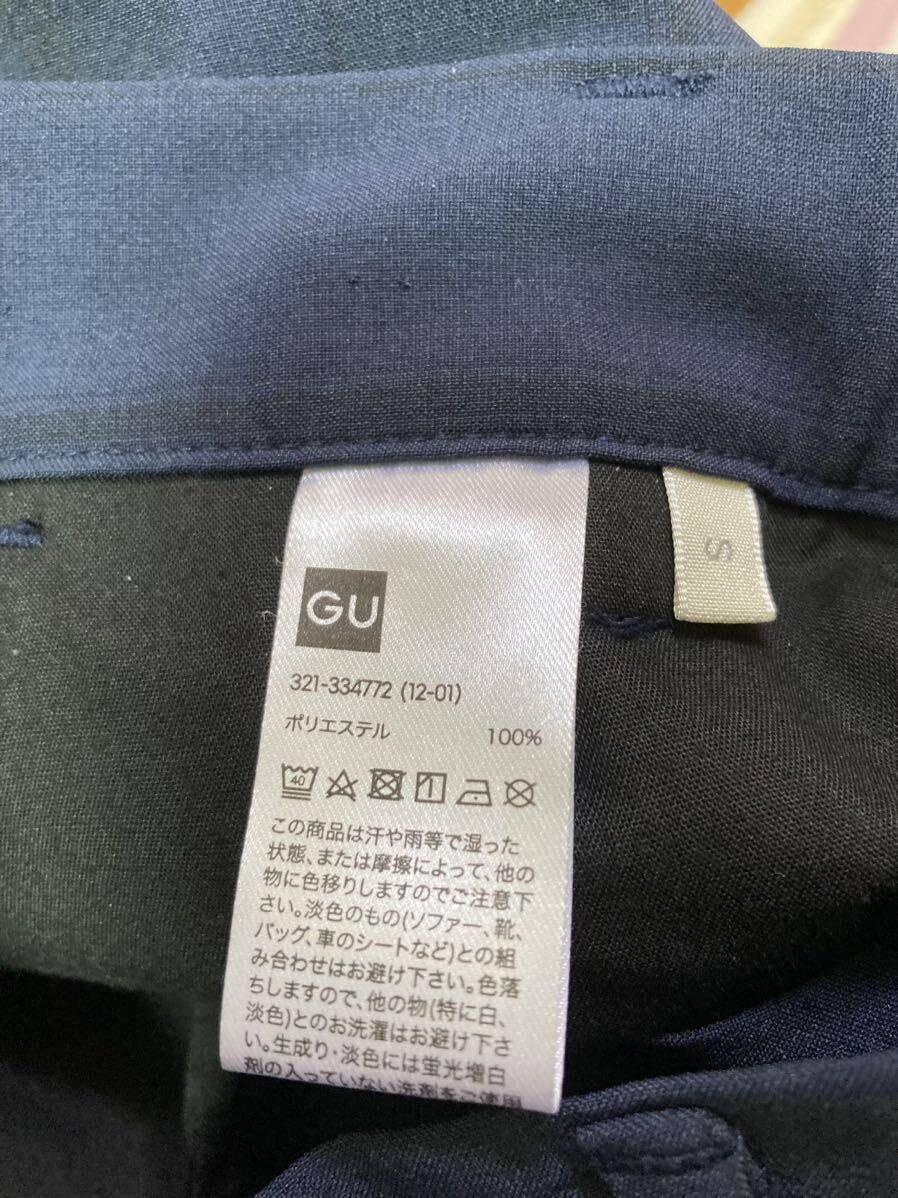 GU
S
321-334772 (12-01)
ポリエステル 100%
40
この商品は汗や雨等で湿った
状態、または摩擦によって、他の
物に色移りしますのでご注意下
さい。淡色のもの(ソファー、靴、
バッグ、車のシートなど)との組
み合わせはお避け下さい。色落
ちしますので、他の物(特に白、
淡色)とのお洗濯はお避け下さ
い。生成り・淡色には蛍光増白
剤の入っていない洗剤をご使用